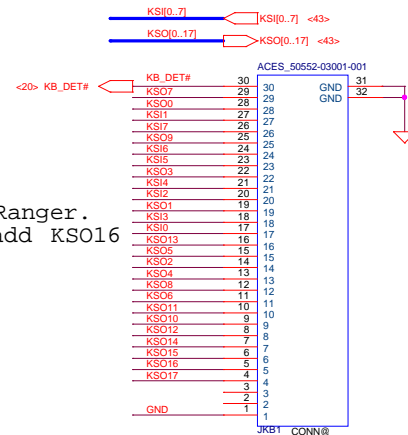 KSI[0..7] KSI[0..7] <43>
KSO[0..17] KSO[0..17] <43>
ACES_50552-03001-001
<20> KB_DET# KB_DET# 30 30 GND 31
KSO7 29 29 GND 32
KSO0 28 28
KSI1 27 27
KSI7 26 26
KSO9 25 25
KSI6 24 24
KSI5 23 23
KSO3 22 22
KSI4 21 21
KSI2 20 20
KSO1 19 19
Ranger.
KSI3 18 18
KSI0 17 17
add KSO16
KSO13 16 16
KSO5 15 15
KSO2 14 14
KSO4 13 13
KSO8 12 12
KSO6 11 11
KSO11 10 10
KSO10 9 9
KSO12 8 8
KSO14 7 7
KSO15 6 6
KSO16 5 5
KSO17 4 4
3 3
2 2
GND 1 1
JKB1 CONN@